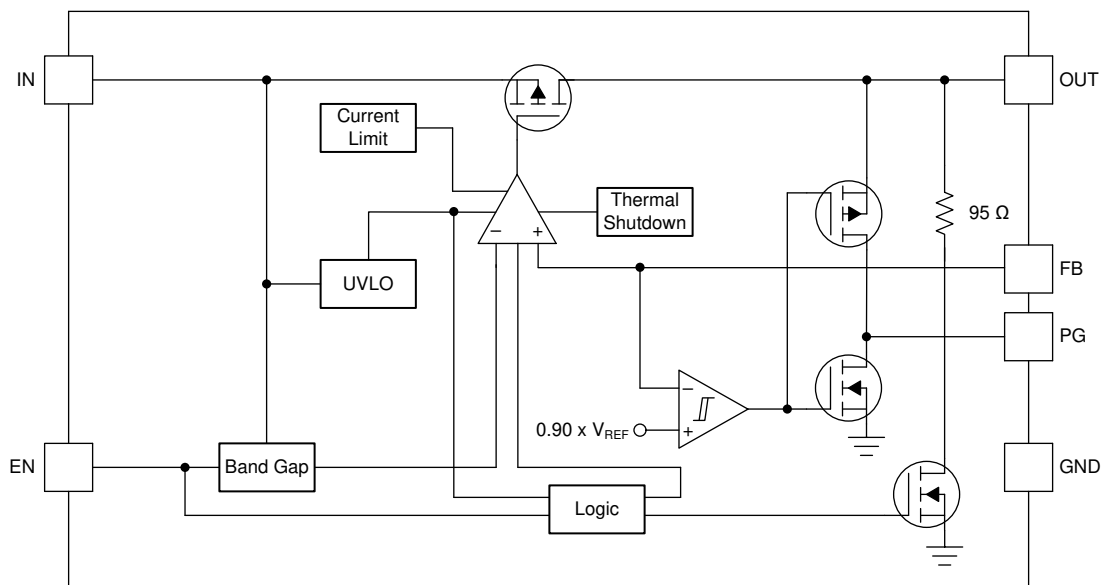 IN
OUT
Current
Limit
Thermal
Shutdown
95 Ω
− +
UVLO
FB
PG
−
0.90 x VREF
+
EN
Band Gap
GND
Logic